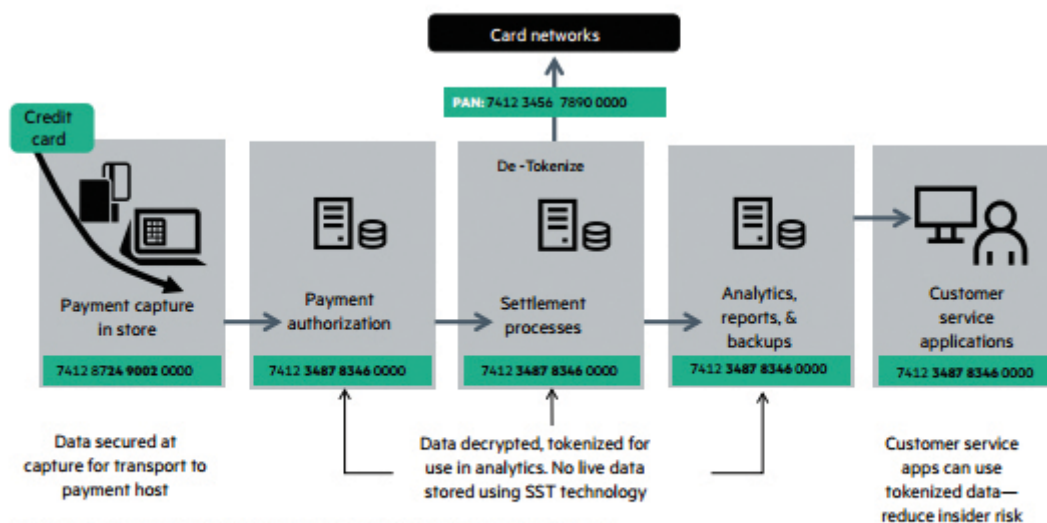 Card networks
PAN: 7412 3456 7890 0000
Credit
card
De -Tokenize
Payment capture
in store
Payment
authorization
Settlement
processes
Analytics,
reports, &
backups
Customer
service
applications
7412 8724 9002 0000
7412 3487 8346 0000
7412 3487 8346 0000
7412 3487 8346 0000
7412 3487 8346 0000
Data secured at
capture for transport to
payment host
Data decrypted, tokenized for
use in analytics. No live data
stored using SST technology
Customer service
apps can use
tokenized data—
reduce insider risk